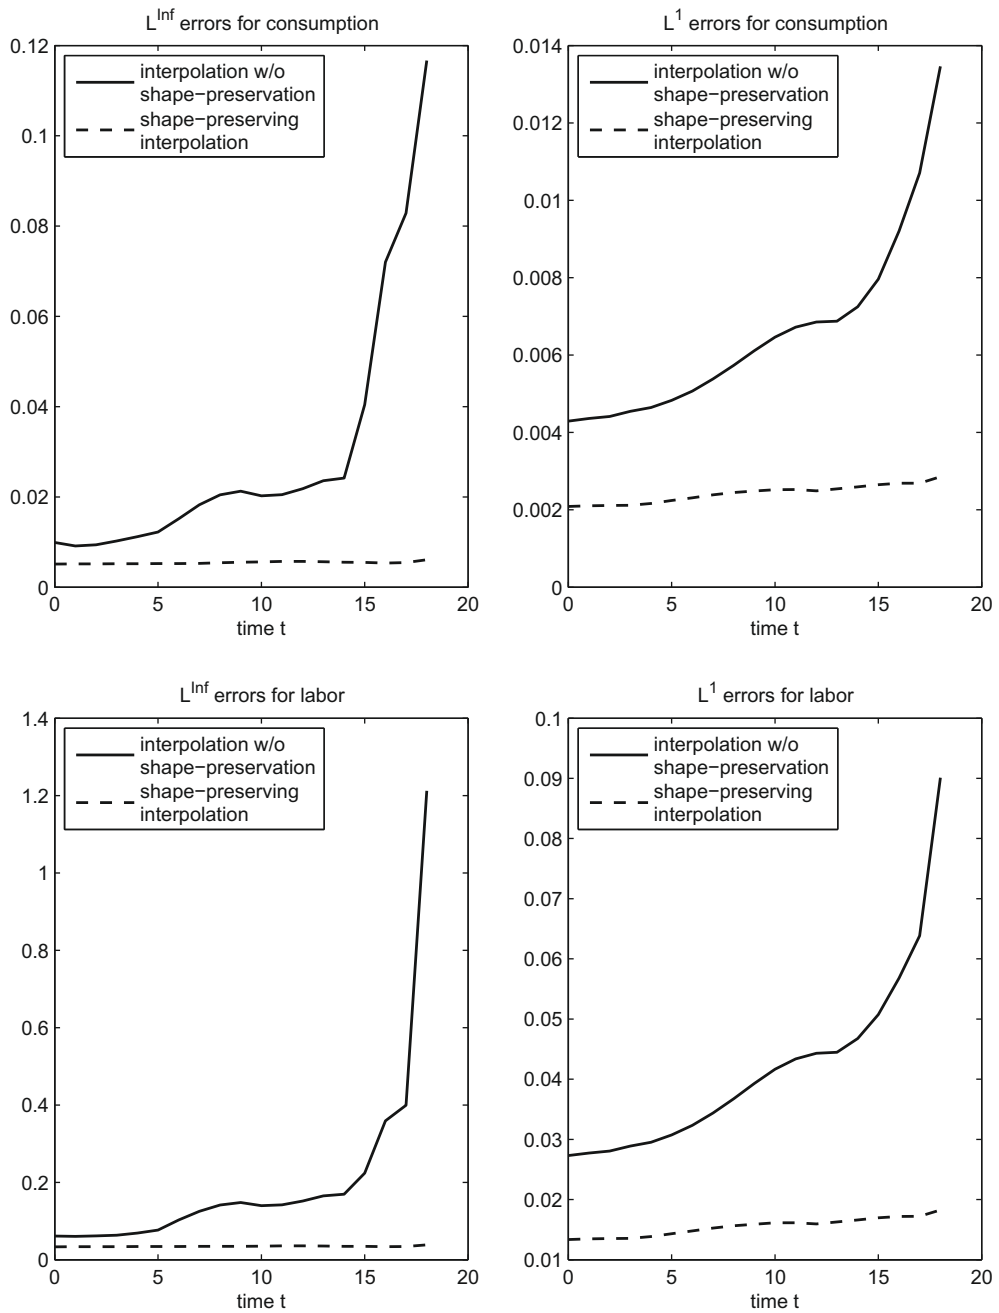 L^Inf errors for consumption
0.12
0.1
0.08
0.06
0.04
0.02
0
interpolation w/o
shape−preservation
shape−preserving
interpolation
0 5 10 15 20
time t
L^1 errors for consumption
0.014
0.012
0.01
0.008
0.006
0.004
0.002
0
interpolation w/o
shape−preservation
shape−preserving
interpolation
0 5 10 15 20
time t
L^Inf errors for labor
1.4
1.2
1
0.8
0.6
0.4
0.2
0
interpolation w/o
shape−preservation
shape−preserving
interpolation
0 5 10 15 20
time t
L^1 errors for labor
0.1
0.09
0.08
0.07
0.06
0.05
0.04
0.03
0.02
0.01
interpolation w/o
shape−preservation
shape−preserving
interpolation
0 5 10 15 20
time t